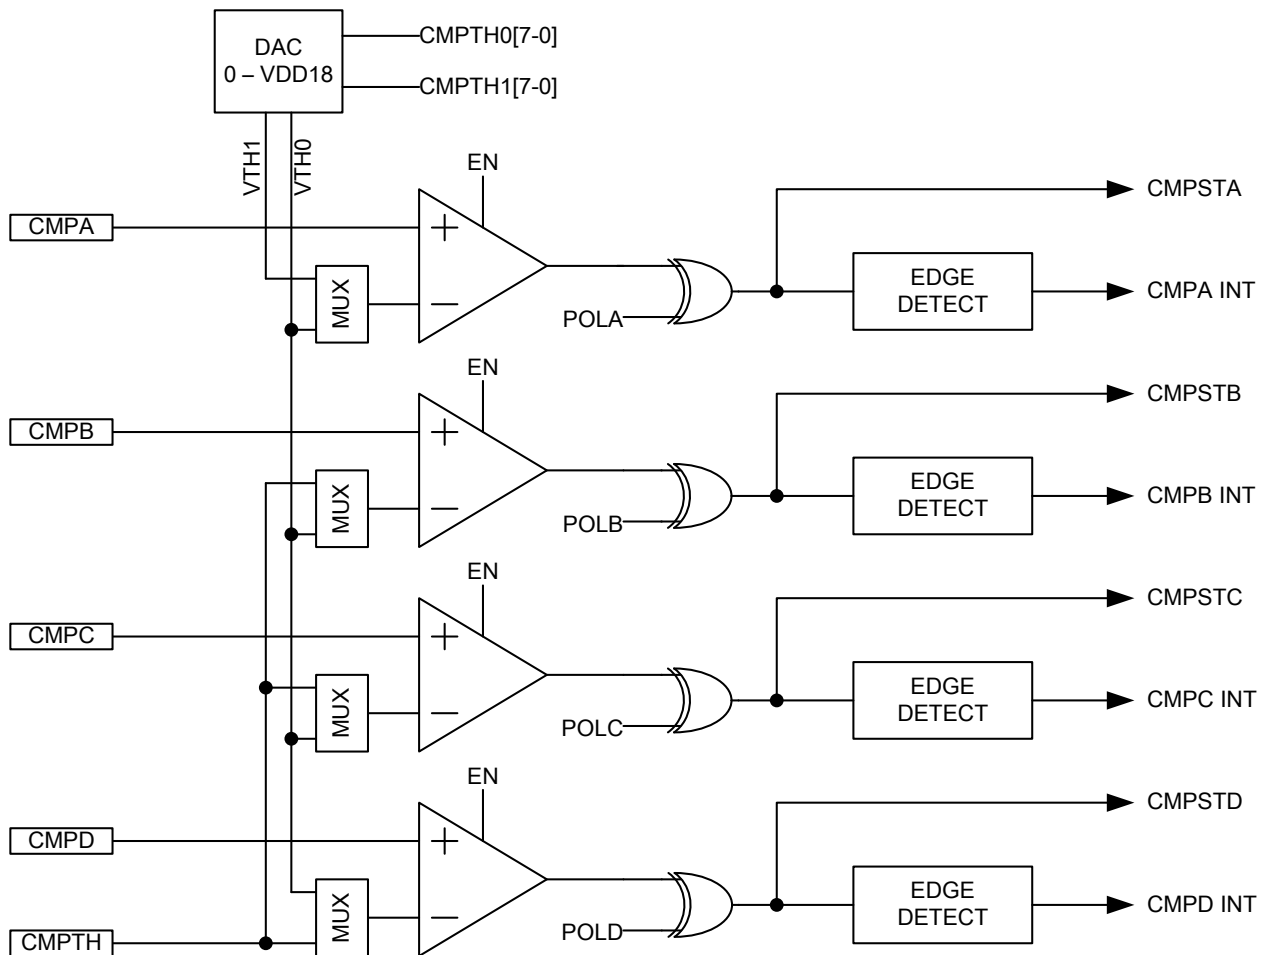 DAC
0 – VDD18
CMPTH0[7-0]
CMPTH1[7-0]
VTH1
VTH0
EN
CMPSTA
CMPA
+
MUX
−
POLA
EDGE
DETECT
CMPA INT
EN
CMPSTB
CMPB
+
MUX
−
POLB
EDGE
DETECT
CMPB INT
EN
CMPSTC
CMPC
+
MUX
−
POLC
EDGE
DETECT
CMPC INT
EN
CMPSTD
CMPD
+
MUX
−
POLD
EDGE
DETECT
CMPD INT
CMPTH